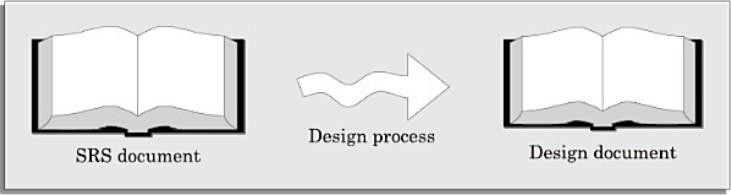 SRS document
Design process
Design document